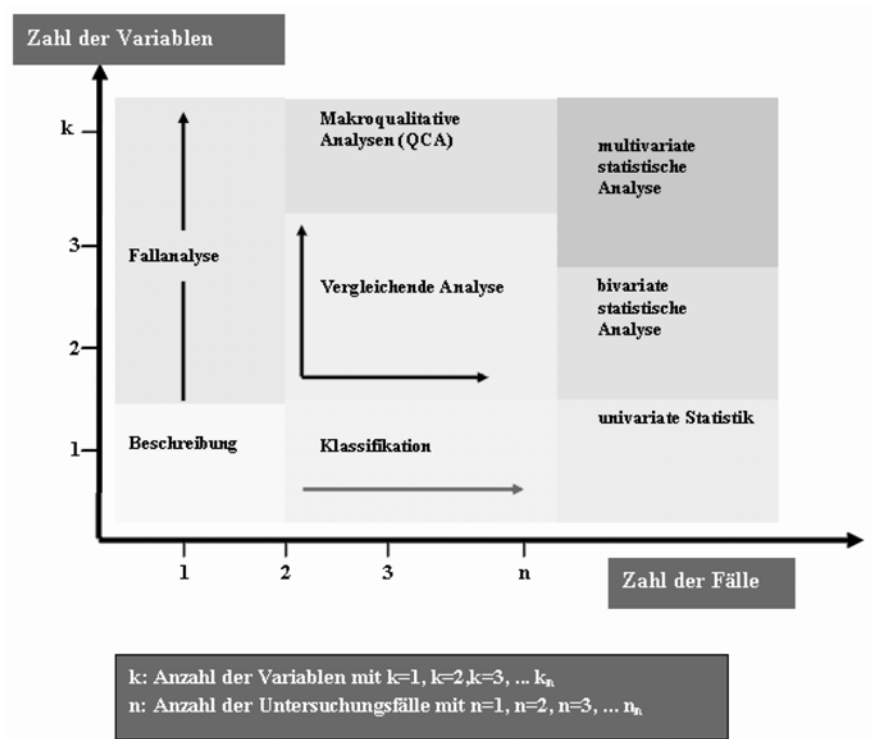 Zahl der Variablen
k
3
2
1
Makroqualitative
Analysen (QCA)
multivariate
statistische
Analyse
Fallanalyse
Vergleichende Analyse
bivariate
statistische
Analyse
Beschreibung
Klassifikation
univariate Statistik
1
2
3
n
Zahl der Fälle
k: Anzahl der Variablen mit k=1, k=2,k=3, ... kn
n: Anzahl der Untersuchungsfälle mit n=1, n=2, n=3, ... nn